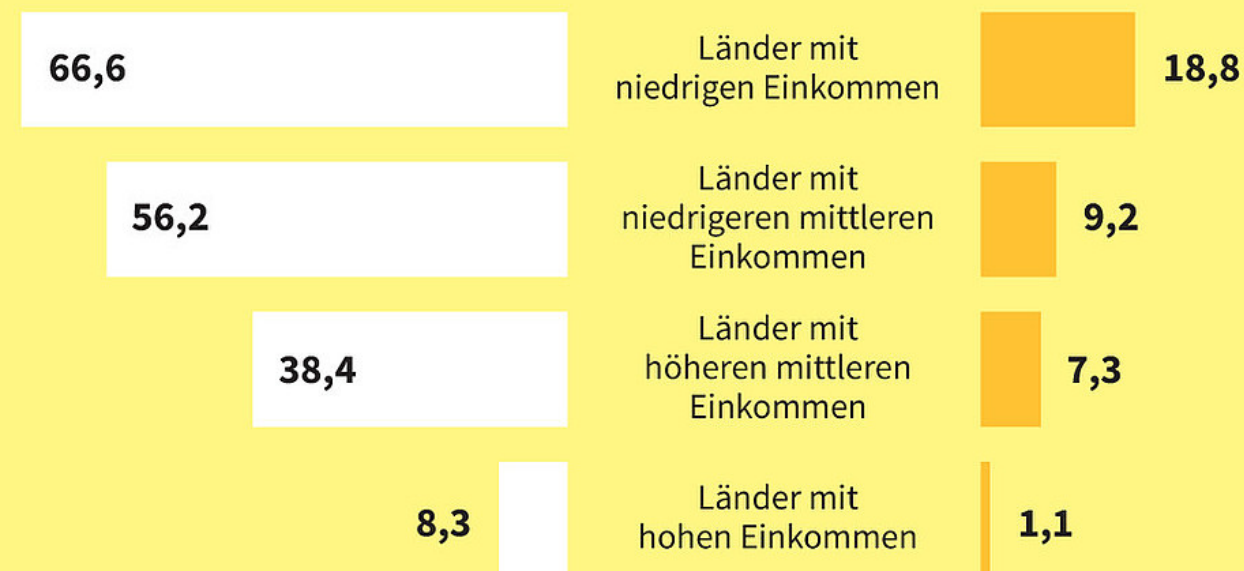 66,6
Länder mit
niedrigen Einkommen
18,8
56,2
Länder mit
niedrigeren mittleren
Einkommen
9,2
38,4
Länder mit
höheren mittleren
Einkommen
7,3
8,3
Länder mit
hohen Einkommen
1,1